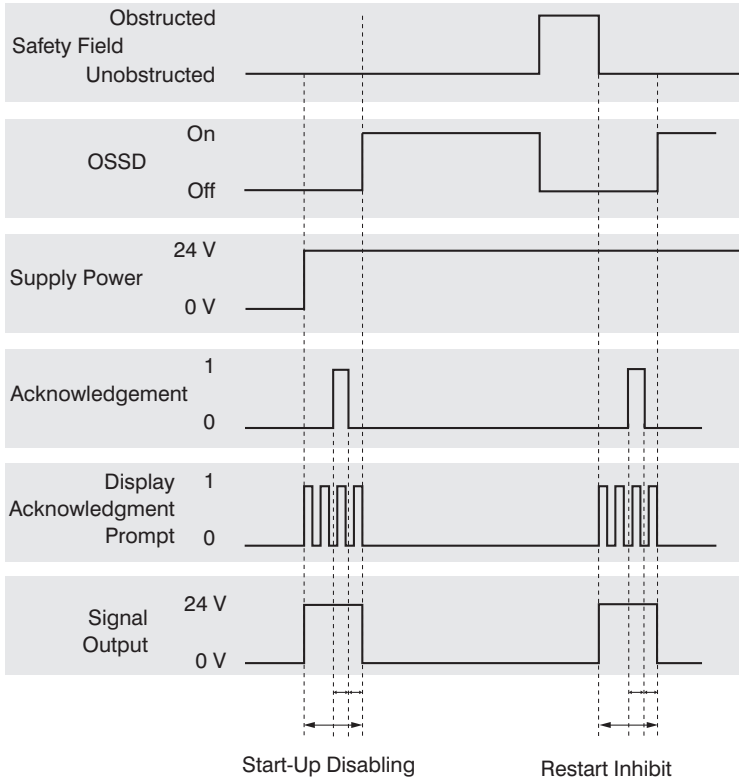 Obstructed
Safety Field
Unobstructed
On
OSSD
Off
24 V
Supply Power
0 V
1
Acknowledgement
0
Display 1
Acknowledgment
Prompt 0
24 V
Signal
Output
0 V
Start-Up Disabling
Restart Inhibit